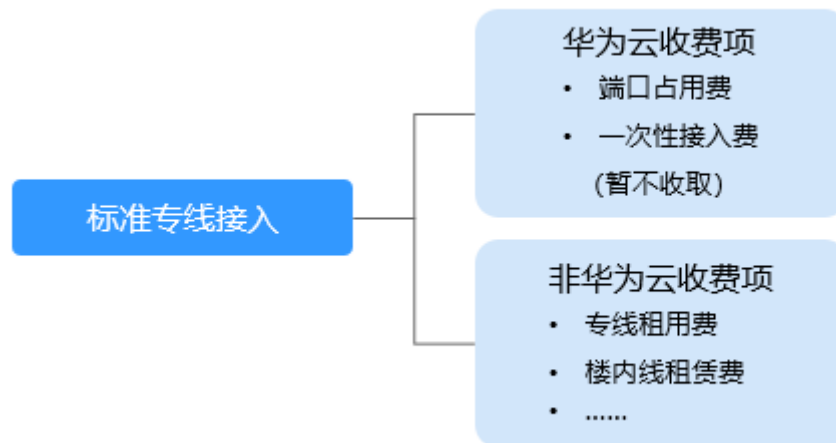 标准专线接入
华为云收费项
• 端口占用费
• 一次性接入费
(暂不收取)
非华为云收费项
• 专线租用费
• 楼内线租赁费
• ......